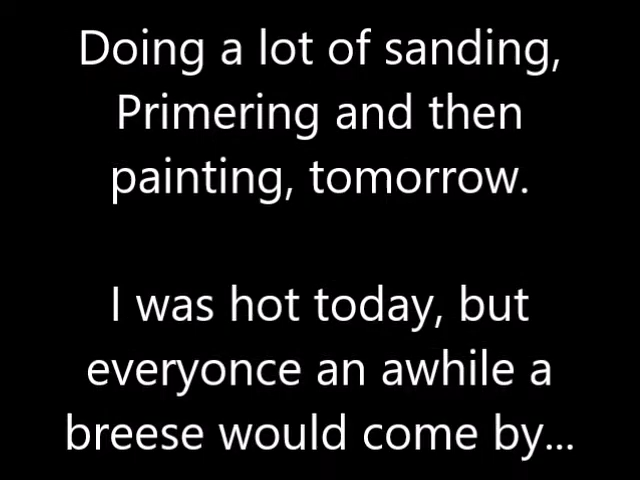 Doing a lot of sanding,
Primering and then
painting, tomorrow.
I was hot today, but
everyonce an awhile a
breese would come by...